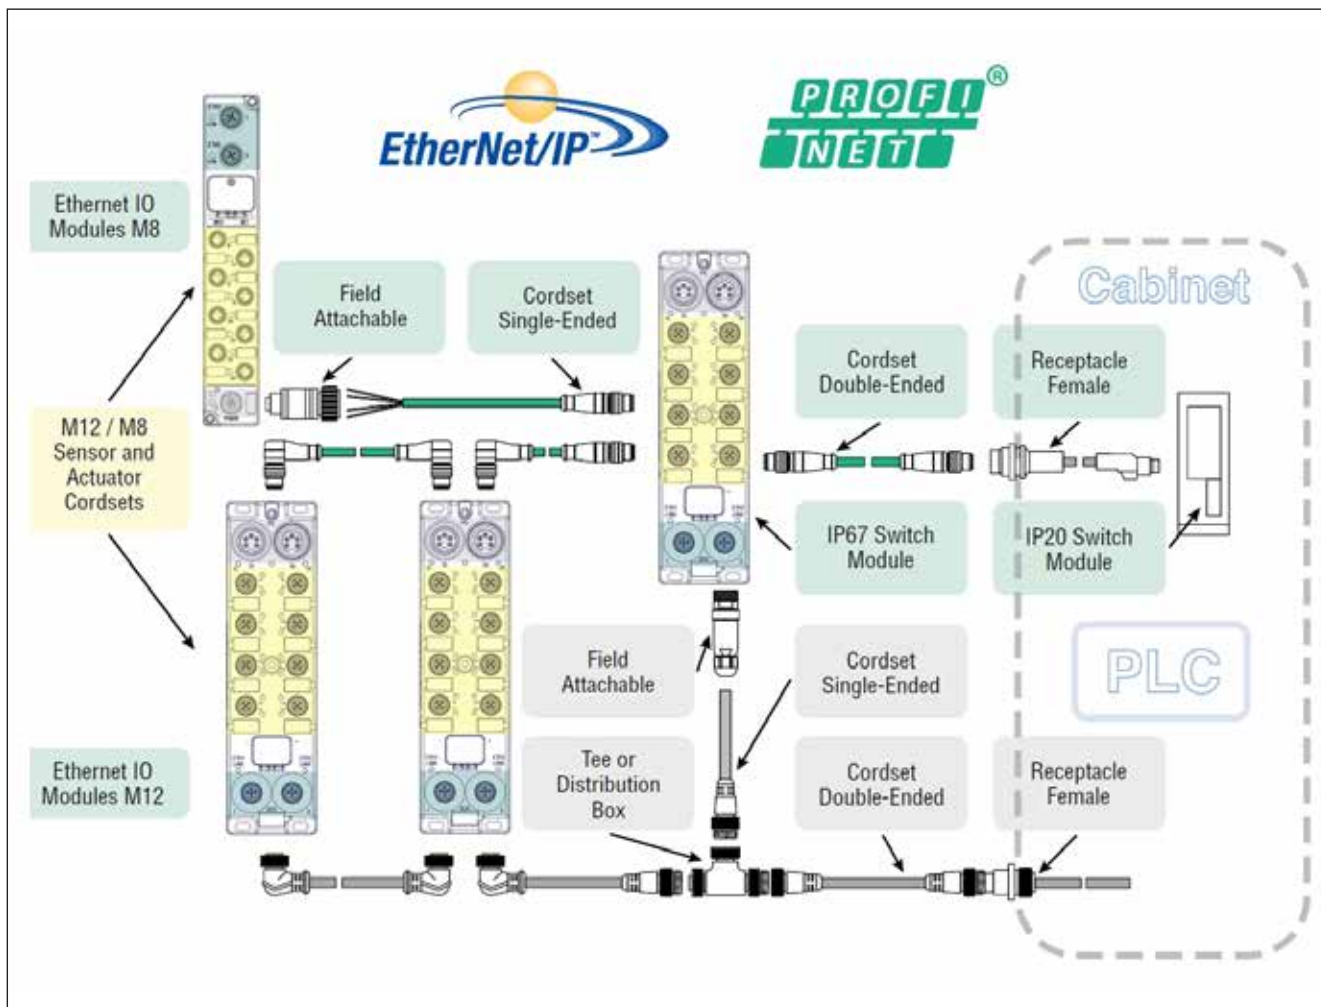 EtherNet/IP™
PROFI®
NET
Ethernet IO
Modules M8
Field
Attachable
Cordset
Single-Ended
Cabinet
Cordset
Double-Ended
Receptacle
Female
M12 / M8
Sensor and
Actuator
Cordsets
IP67 Switch
Module
IP20 Switch
Module
Field
Attachable
Cordset
Single-Ended
PLC
Ethernet IO
Modules M12
Tee or
Distribution
Box
Cordset
Double-Ended
Receptacle
Female